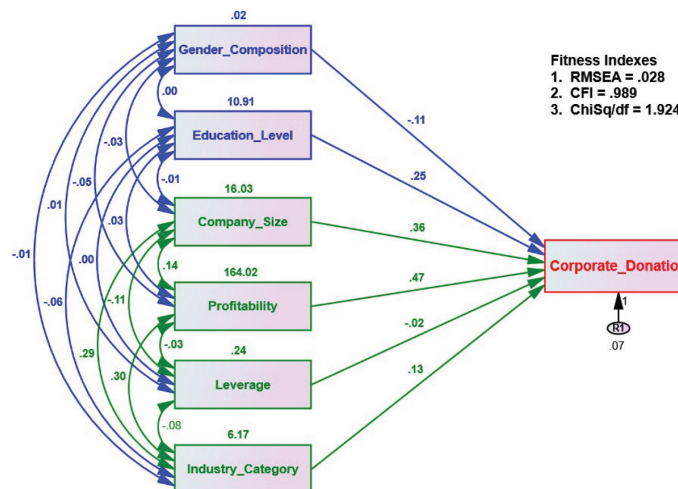 .02
Gender_Composition
Fitness Indexes
1. RMSEA = .028
2. CFI = .989
3. ChiSq/df = 1.924
.00
-.11
10.91
Education_Level
-.03
-.01
.25
-.05
16.03
.01
Company_Size
.36
.03
-.01
.00
.14
164.02
Corporate_Donatio
Profitability
.47
-.06
-.11
1
-.03
-.02
R1
.29
.30
.24
.07
Leverage
.13
-.08
6.17
Industry_Category